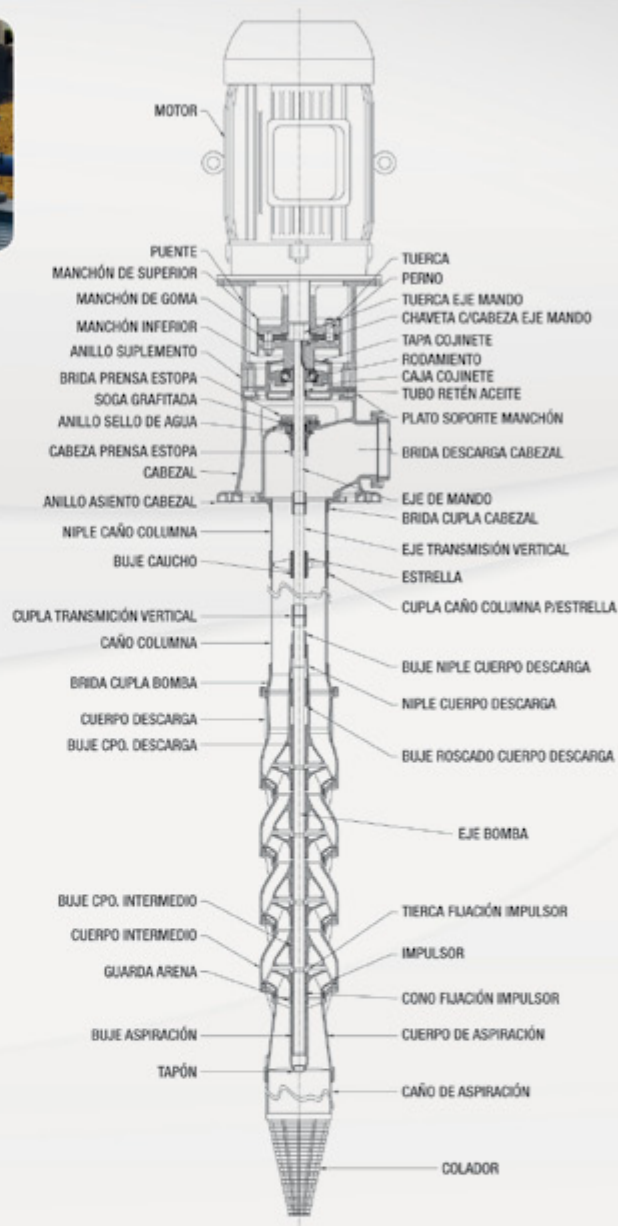 MOTOR
PUENTE
MANCHÓN DE SUPERIOR
MANCHÓN DE GOMA
MANCHÓN INFERIOR
ANILLO SUPLEMENTO
BRIDA PRENSA ESTOPA
SOGA GRAFITADA
ANILLO SELLO DE AGUA
CABEZA PRENSA ESTOPA
CABEZAL
ANILLO ASIENTO CABEZAL
NIPLE CAÑO COLUMNA
BUJE CAUCHO
CUPLA TRANSMICIÓN VERTICAL
CAÑO COLUMNA
BRIDA CUPLA BOMBA
CUERPO DESCARGA
BUJE CPO. DESCARGA
BUJE CPO. INTERMEDIO
CUERPO INTERMEDIO
GUARDA ARENA
BUJE ASPIRACIÓN
TAPÓN
TUERCA
PERNO
TUERCA EJE MANDO
CHAVETA C/CABEZA EJE MANDO
TAPA COJINETE
RODAMIENTO
CAJA COJINETE
TUBO RETÉN ACEITE
PLATO SOPORTE MANCHÓN
BRIDA DESCARGA CABEZAL
EJE DE MANDO
BRIDA CUPLA CABEZAL
EJE TRANSMISIÓN VERTICAL
ESTRELLA
CUPLA CAÑO COLUMNA P/ESTRELLA
BUJE NIPLE CUERPO DESCARGA
NIPLE CUERPO DESCARGA
BUJE ROSCADO CUERPO DESCARGA
EJE BOMBA
TIERCA FIJACIÓN IMPULSOR
IMPULSOR
CONO FIJACIÓN IMPULSOR
CUERPO DE ASPIRACIÓN
CAÑO DE ASPIRACIÓN
COLADOR